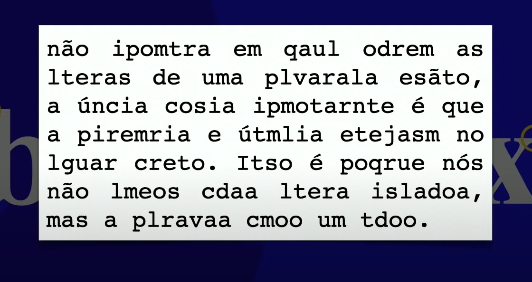 não ipomtra em qaul odrem as
lteras de uma plvarala esãto,
a úncia cosia ipmotarnte é que
a piremria e útmlia etejasm no
lguar creto. Itso é poqrue nós
não lmeos cdaa ltera isladoa,
mas a plravaa cmoo um tdoo.